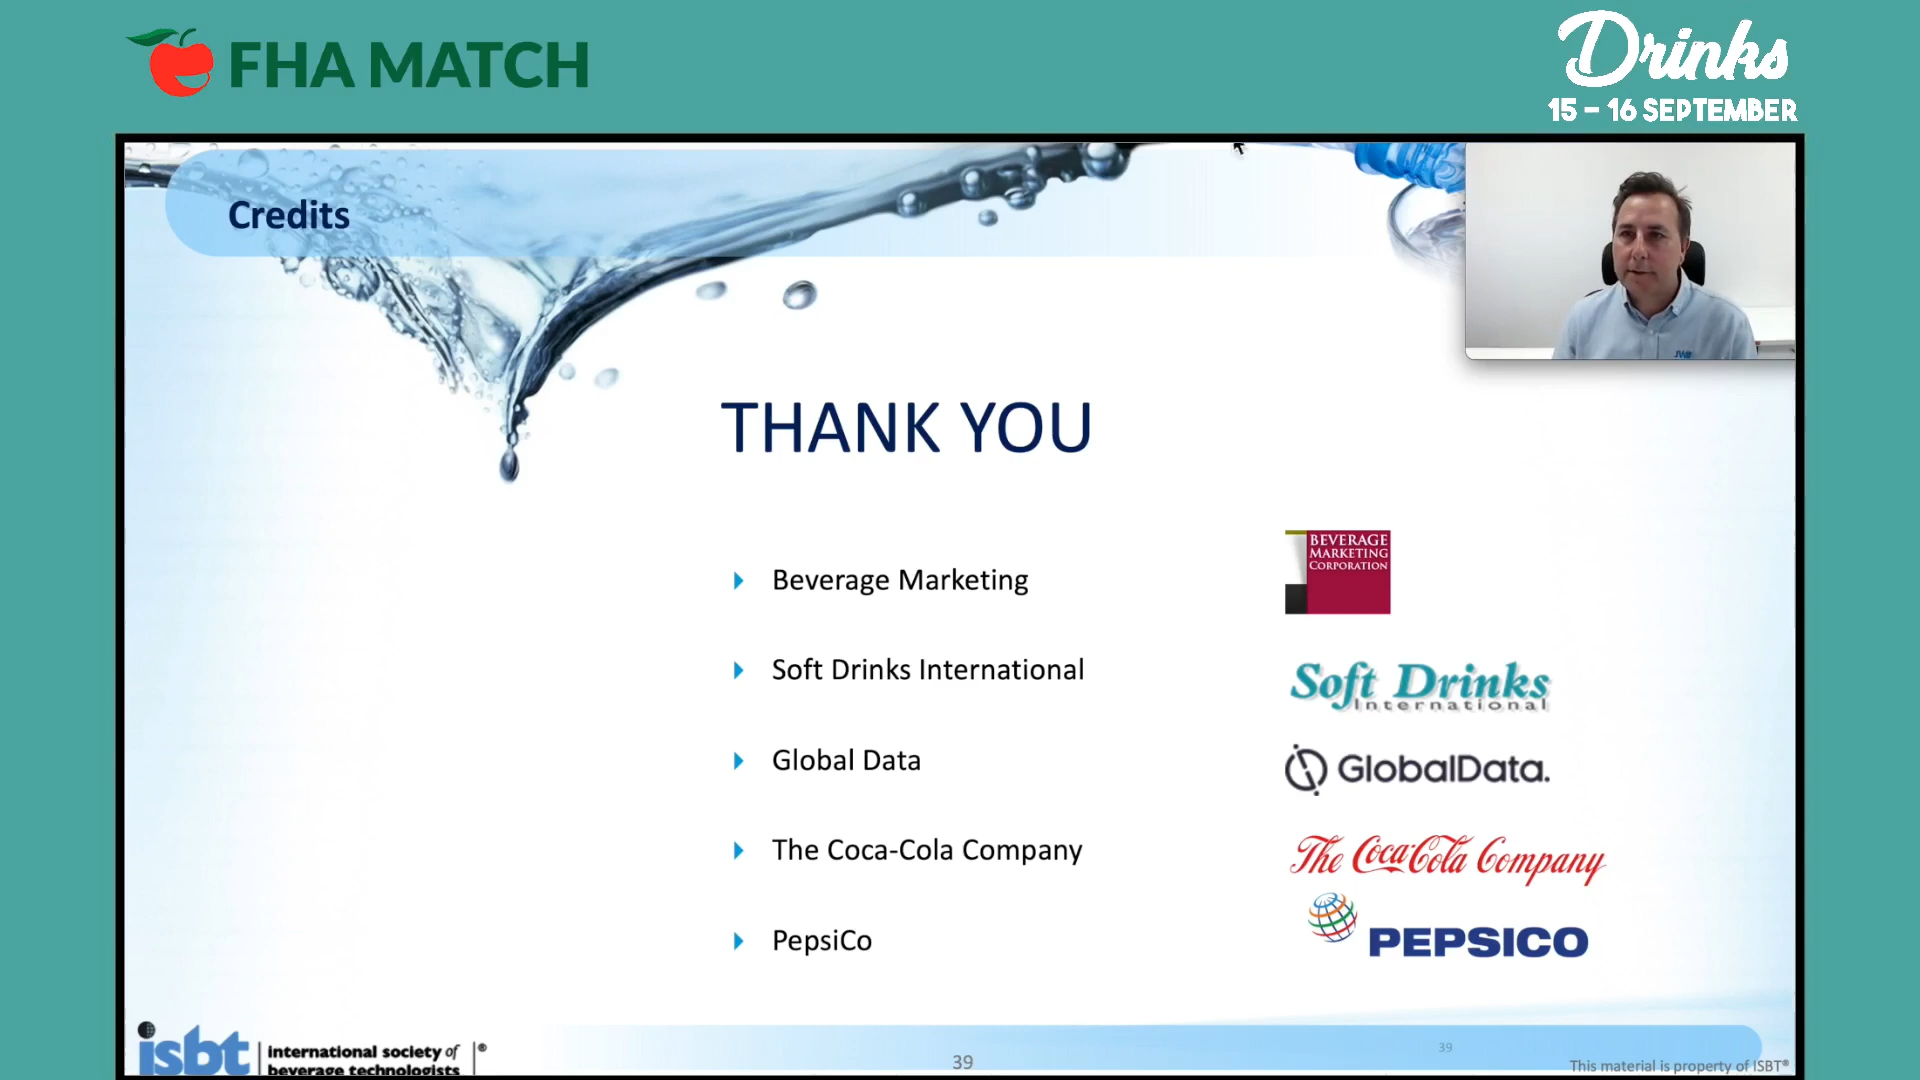 FHA MATCH
Drinks
15 – 16 SEPTEMBER
Credits
THANK YOU
Beverage Marketing
BEVERAGE
MARKETING
CORPORATION
Soft Drinks International
Soft Drinks
International
Global Data
GlobalData.
The Coca-Cola Company
The Coca-Cola Company
PepsiCo
PEPSICO
isbt
international society of
beverage technologists
®
39
39
This material is property of ISBT®